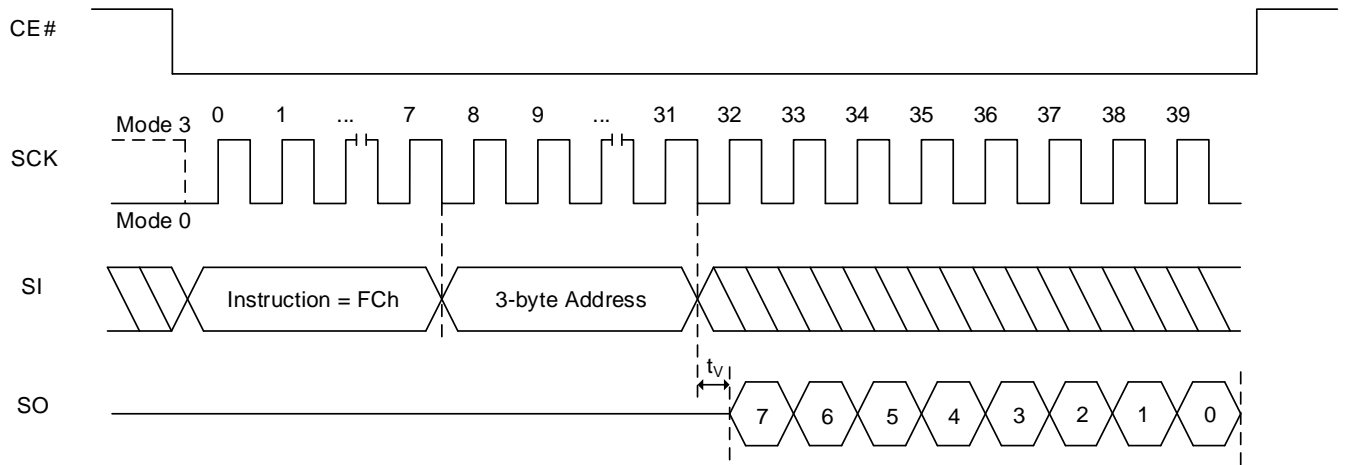 CE#
Mode 3
0 1 ... 7 8 9 ... 31 32 33 34 35 36 37 38 39
SCK
Mode 0
SI
Instruction = FCh
3-byte Address
tV
SO
7 6 5 4 3 2 1 0